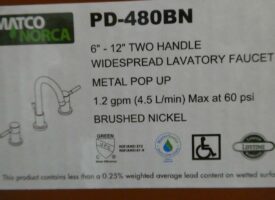 MATCO
NORCA
PD-480BN
6" - 12" TWO HANDLE
WIDESPREAD LAVATORY FAUCET
METAL POP UP
1.2 gpm (4.5 L/min) Max at 60 psi
BRUSHED NICKEL
LIFETIME
This product contains less than a 0.25% weighted average lead content on wetted surfa